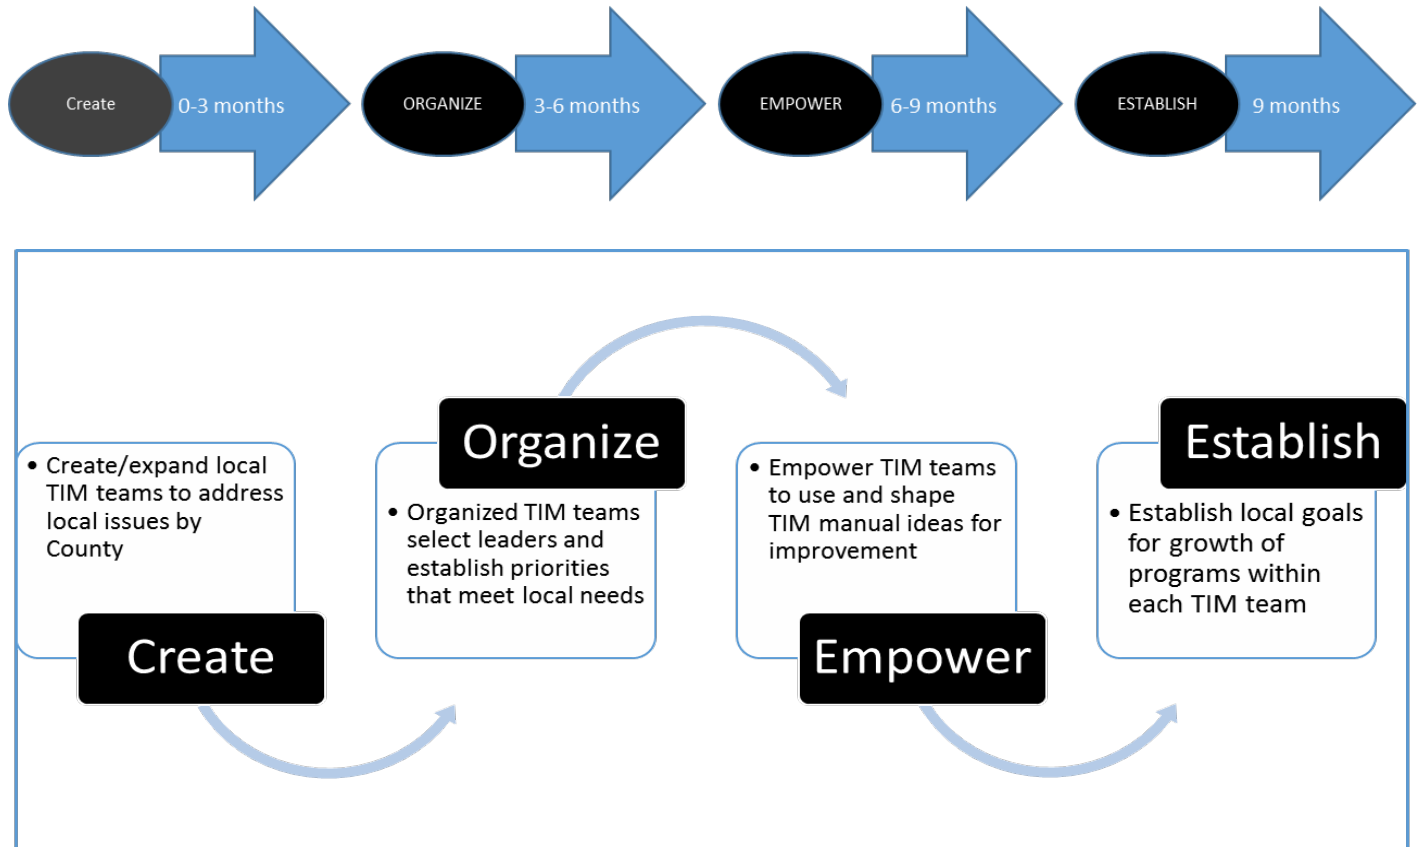 Create
0-3 months
ORGANIZE
3-6 months
EMPOWER
6-9 months
ESTABLISH
9 months
• Create/expand local
TIM teams to address
local issues by
County
Create
Organize
• Organized TIM teams
select leaders and
establish priorities
that meet local needs
• Empower TIM teams
to use and shape
TIM manual ideas for
improvement
Empower
Establish
• Establish local goals
for growth of
programs within
each TIM team